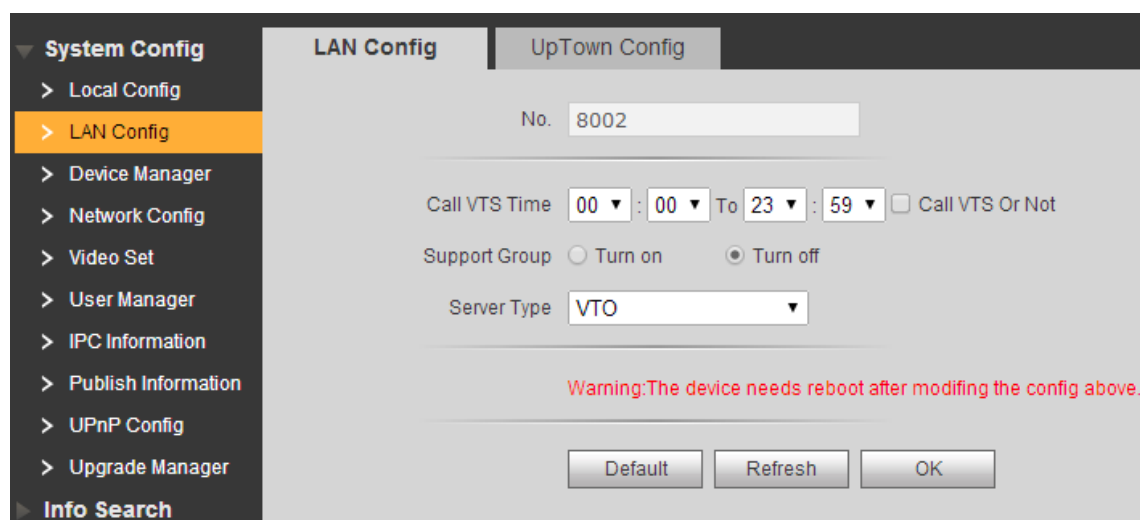 System Config
> Local Config
> LAN Config
> Device Manager
> Network Config
> Video Set
> User Manager
> IPC Information
> Publish Information
> UPnP Config
> Upgrade Manager
Info Search
LAN Config UpTown Config
No. 8002
Call VTS Time 00 : 00 To 23 : 59 Call VTS Or Not
Support Group Turn on Turn off
Server Type VTO
Warning:The device needs reboot after modifing the config above.
Default Refresh OK